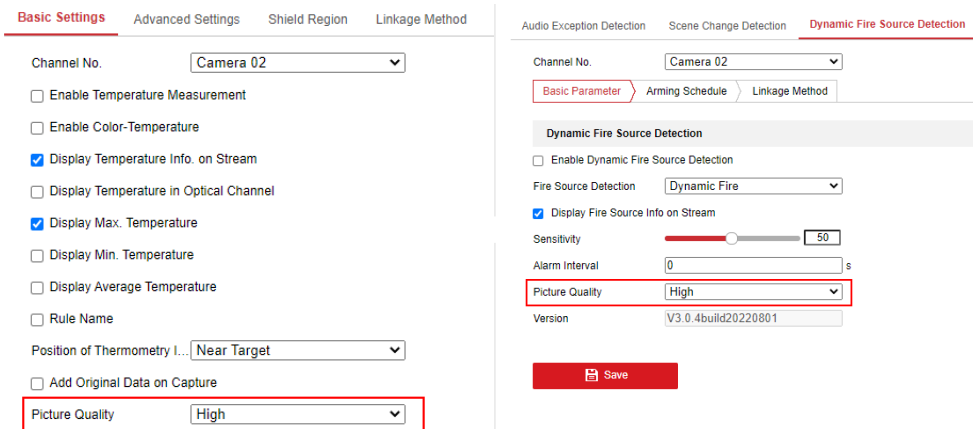 Basic Settings
Advanced Settings
Shield Region
Linkage Method
Channel No.
Camera 02
Enable Temperature Measurement
Enable Color-Temperature
Display Temperature Info. on Stream
Display Temperature in Optical Channel
Display Max. Temperature
Display Min. Temperature
Display Average Temperature
Rule Name
Position of Thermometry I...
Near Target
Add Original Data on Capture
Picture Quality
High
Audio Exception Detection
Scene Change Detection
Dynamic Fire Source Detection
Channel No.
Camera 02
Basic Parameter
Arming Schedule
Linkage Method
Dynamic Fire Source Detection
Enable Dynamic Fire Source Detection
Fire Source Detection
Dynamic Fire
Display Fire Source Info on Stream
Sensitivity
50
Alarm Interval
0
s
Picture Quality
High
Version
V3.0.4build20220801
Save